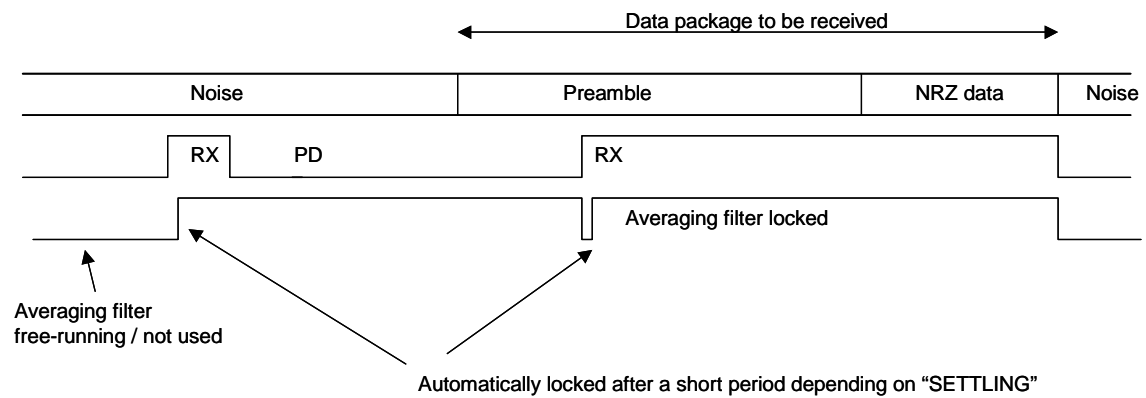 Data package to be received
Noise Preamble NRZ data Noise
RX PD RX
Averaging filter locked
Averaging filter
free-running / not used
Automatically locked after a short period depending on “SETTLING”